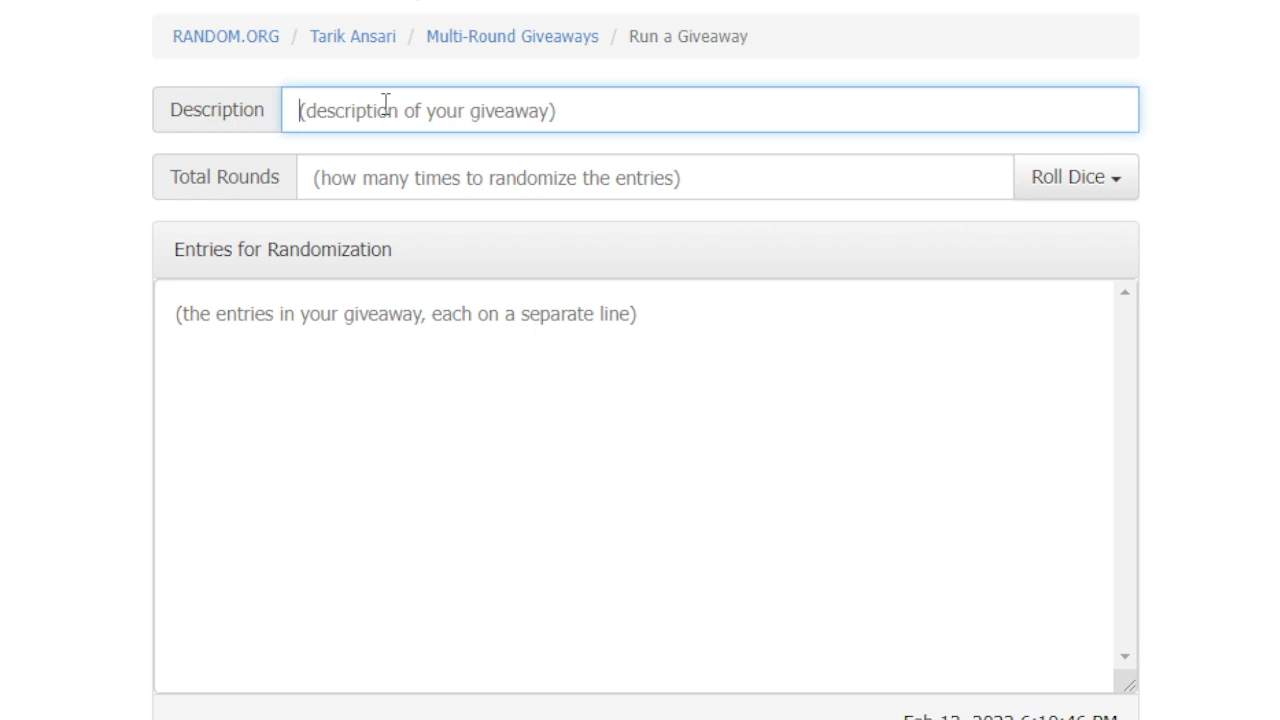 RANDOM.ORG / Tarik Ansari / Multi-Round Giveaways / Run a Giveaway
Description (description of your giveaway)
Total Rounds (how many times to randomize the entries) Roll Dice
Entries for Randomization
(the entries in your giveaway, each on a separate line)